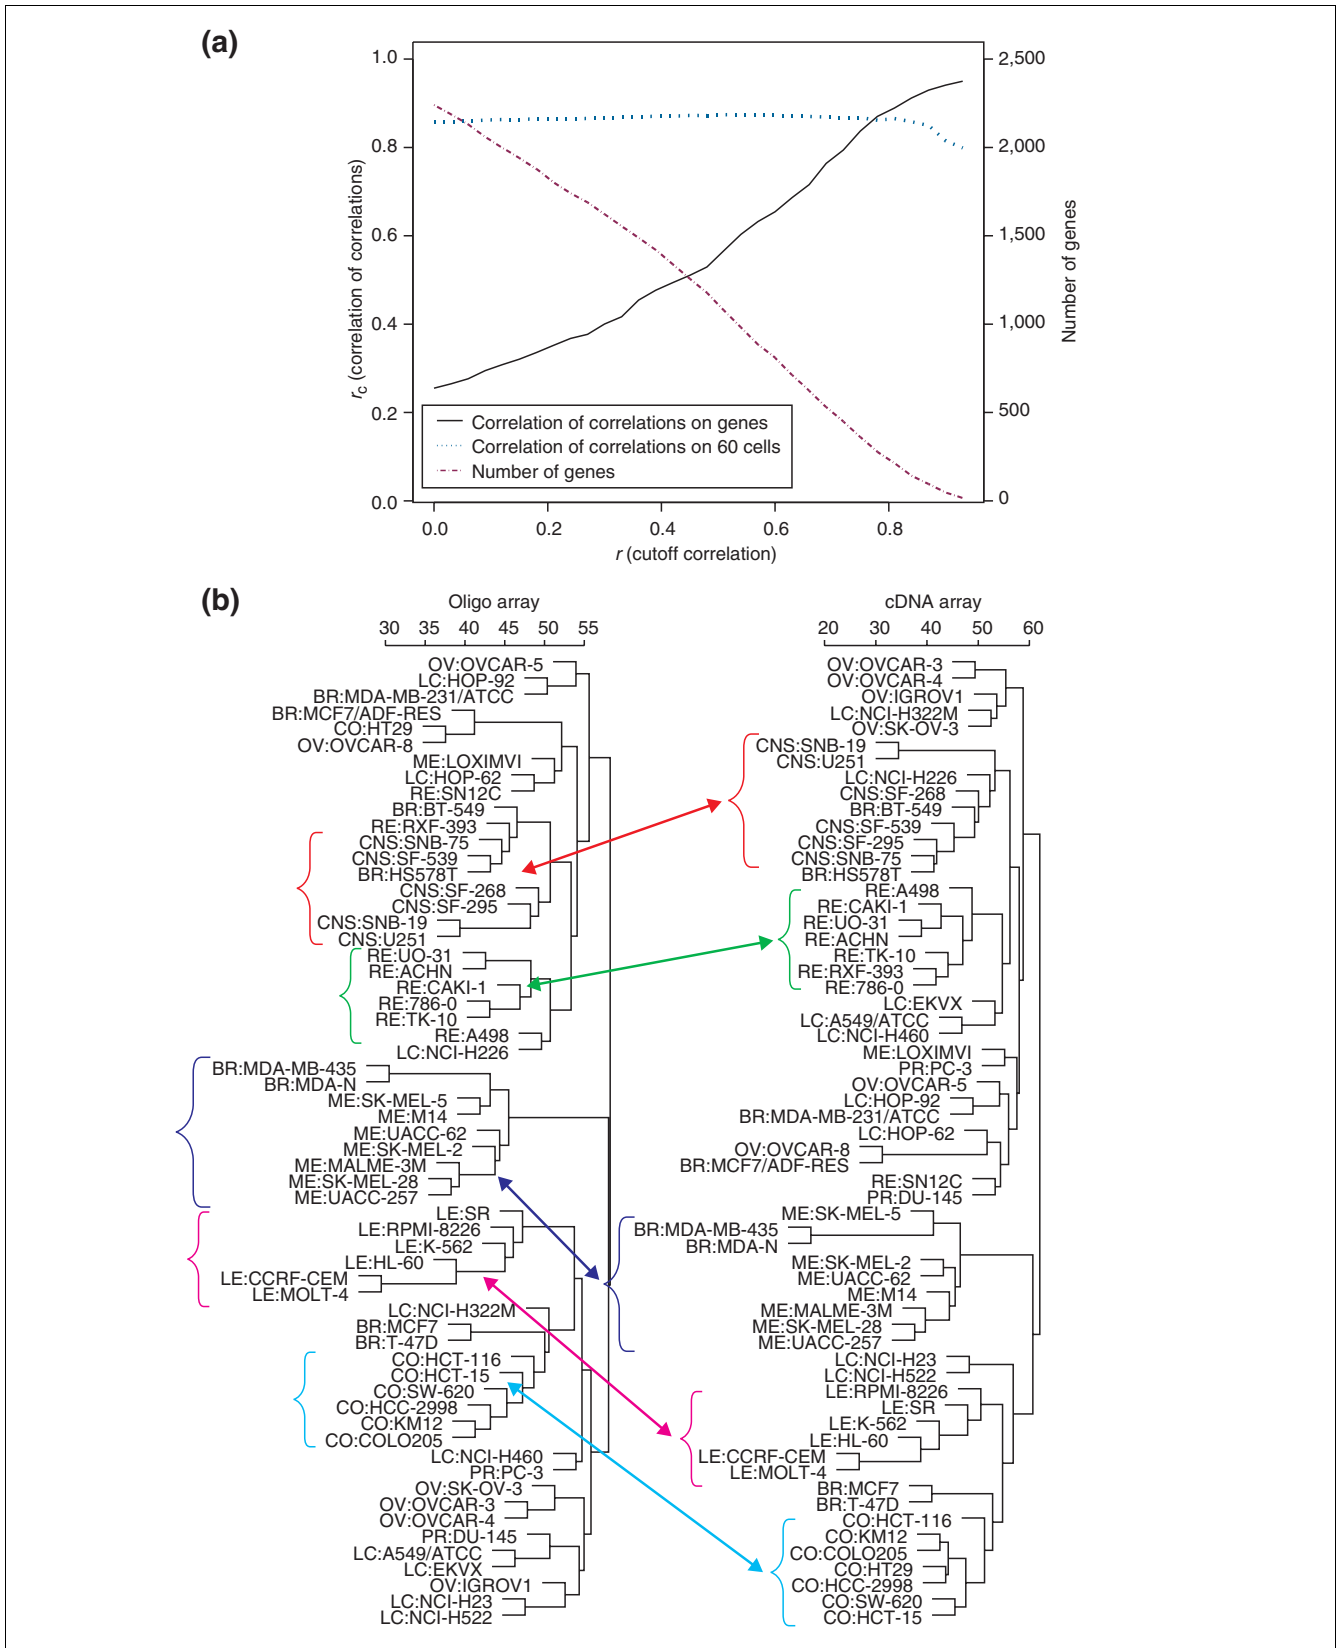 (a)
1.0
0.8
0.6
0.4
0.2
0.0
rc (correlation of correlations)
2,500
2,000
1,500
1,000
500
0
Number of genes
Correlation of correlations on genes
Correlation of correlations on 60 cells
Number of genes
0.0 0.2 0.4 0.6 0.8
r (cutoff correlation)
(b)
Oligo array
30 35 40 45 50 55
OV:OVCAR-5
LC:HOP-92
BR:MDA-MB-231/ATCC
BR:MCF7/ADF-RES
CO:HT29
OV:OVCAR-8
ME:LOXIMVI
LC:HOP-62
RE:SN12C
BR:BT-549
RE:RXF-393
CNS:SNB-75
CNS:SF-539
BR:HS578T
CNS:SF-268
CNS:SF-295
CNS:SNB-19
CNS:U251
RE:UO-31
RE:ACHN
RE:CAKI-1
RE:786-0
RE:TK-10
RE:A498
LC:NCI-H226
BR:MDA-MB-435
BR:MDA-N
ME:SK-MEL-5
ME:M14
ME:UACC-62
ME:SK-MEL-2
ME:MALME-3M
ME:SK-MEL-28
ME:UACC-257
LE:SR
LE:RPMI-8226
LE:K-562
LE:HL-60
LE:CCRF-CEM
LE:MOLT-4
LC:NCI-H322M
BR:MCF7
BR:T-47D
CO:HCT-116
CO:HCT-15
CO:SW-620
CO:HCC-2998
CO:KM12
CO:COLO205
LC:NCI-H460
PR:PC-3
OV:SK-OV-3
OV:OVCAR-3
OV:OVCAR-4
PR:DU-145
LC:A549/ATCC
LC:EKVX
OV:IGROV1
LC:NCI-H23
LC:NCI-H522
cDNA array
20 30 40 50 60
OV:OVCAR-3
OV:OVCAR-4
OV:IGROV1
LC:NCI-H322M
OV:SK-OV-3
CNS:SNB-19
CNS:U251
LC:NCI-H226
CNS:SF-268
BR:BT-549
CNS:SF-539
CNS:SF-295
CNS:SNB-75
BR:HS578T
RE:A498
RE:CAKI-1
RE:UO-31
RE:ACHN
RE:TK-10
RE:RXF-393
RE:786-0
LC:EKVX
LC:A549/ATCC
LC:NCI-H460
ME:LOXIMVI
PR:PC-3
OV:OVCAR-5
LC:HOP-92
BR:MDA-MB-231/ATCC
LC:HOP-62
OV:OVCAR-8
BR:MCF7/ADF-RES
RE:SN12C
PR:DU-145
ME:SK-MEL-5
BR:MDA-MB-435
BR:MDA-N
ME:SK-MEL-2
ME:UACC-62
ME:M14
ME:MALME-3M
ME:SK-MEL-28
ME:UACC-257
LC:NCI-H23
LC:NCI-H522
LE:RPMI-8226
LE:SR
LE:K-562
LE:HL-60
LE:CCRF-CEM
LE:MOLT-4
BR:MCF7
BR:T-47D
CO:HCT-116
CO:KM12
CO:COLO205
CO:HT29
CO:HCC-2998
CO:SW-620
CO:HCT-15